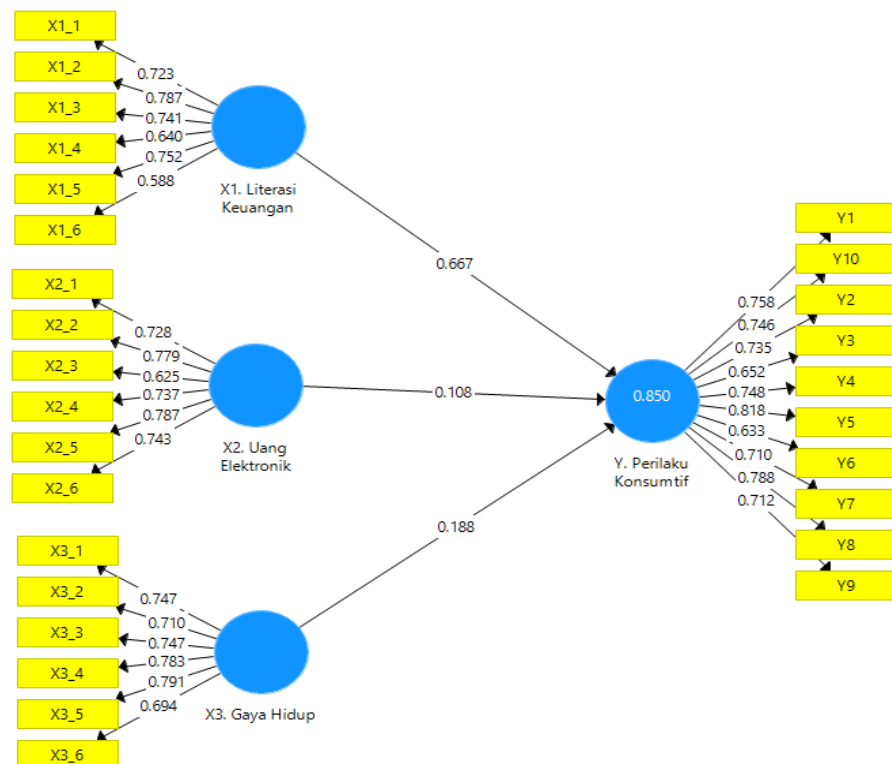 X1_1
X1_2
X1_3
X1_4
X1_5
X1_6
0.723
0.787
0.741
0.640
0.752
0.588
X1. Literasi
Keuangan
0.667
X2_1
X2_2
X2_3
X2_4
X2_5
X2_6
0.728
0.779
0.625
0.737
0.787
0.743
X2. Uang
Elektronik
0.108
X3_1
X3_2
X3_3
X3_4
X3_5
X3_6
0.747
0.710
0.747
0.783
0.791
0.694
X3. Gaya Hidup
0.188
0.850
Y. Perilaku
Konsumtif
0.758
0.746
0.735
0.652
0.748
0.818
0.633
0.710
0.788
0.712
Y1
Y10
Y2
Y3
Y4
Y5
Y6
Y7
Y8
Y9